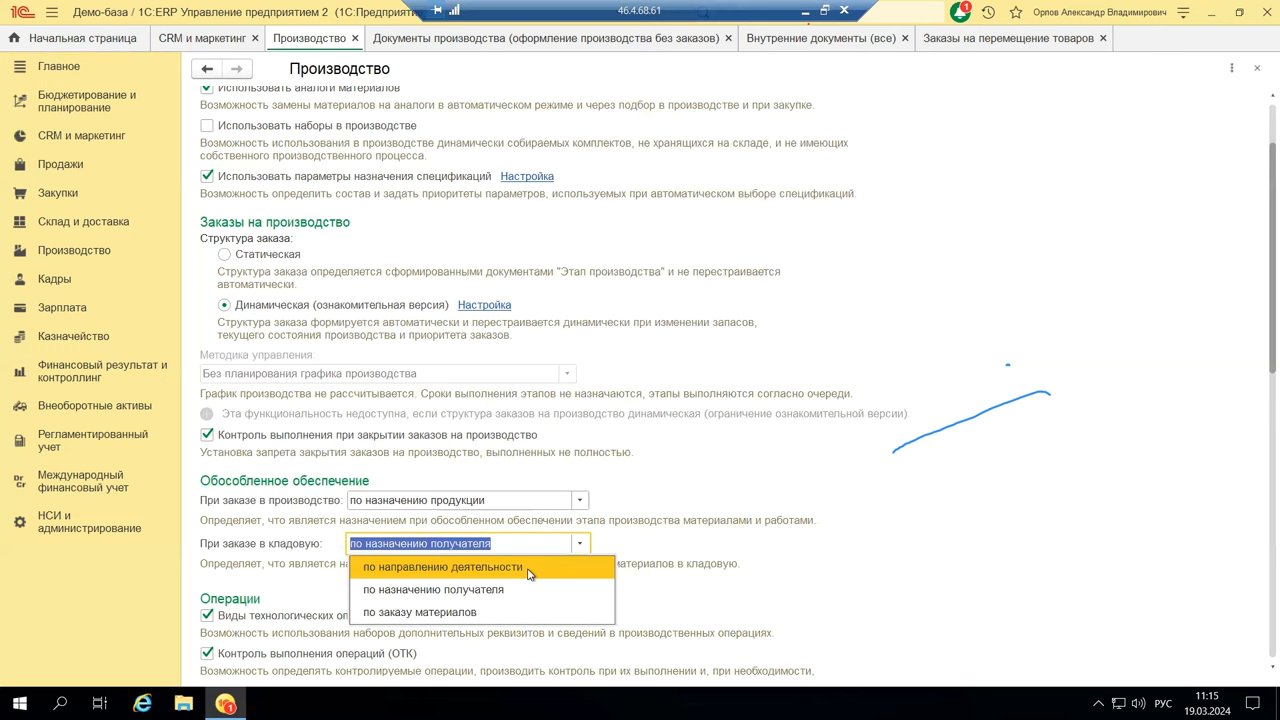 Демо-база / 1С:ERP Управление предприятием 2 (1С:Предприятие
46.4.68.61
1
Орлов Александр Владимирович
Начальная страница
CRM и маркетинг
Производство
Документы производства (оформление производства без заказов)
Внутренние документы (все)
Заказы на перемещение товаров
Главное
Бюджетирование и
планирование
CRM и маркетинг
Продажи
Закупки
Склад и доставка
Производство
Кадры
Зарплата
Казначейство
Финансовый результат и
контроллинг
Внеоборотные активы
Регламентированный
учет
Международный
финансовый учет
НСИ и
администрирование
Производство
Использовать аналоги материалов
Возможность замены материалов на аналоги в автоматическом режиме и через подбор в производстве и при закупке.
Использовать наборы в производстве
Возможность использования в производстве динамически собираемых комплектов, не хранящихся на складе, и не имеющих
собственного производственного процесса.
Использовать параметры назначения спецификаций Настройка
Возможность определить состав и задать приоритеты параметров, используемых при автоматическом выборе спецификаций.
Заказы на производство
Структура заказа:
Статическая
Структура заказа определяется сформированными документами "Этап производства" и не перестраивается
автоматически.
Динамическая (ознакомительная версия) Настройка
Структура заказа формируется автоматически и перестраивается динамически при изменении запасов,
текущего состояния производства и приоритета заказов.
Методика управления:
Без планирования графика производства
График производства не рассчитывается. Сроки выполнения этапов не назначаются, этапы выполняются согласно очереди.
Эта функциональность недоступна, если структура заказов на производство динамическая (ограничение ознакомительной версии)
Контроль выполнения при закрытии заказов на производство
Установка запрета закрытия заказов на производство, выполненных не полностью.
Обособленное обеспечение
При заказе в производство: по назначению продукции
Определяет, что является назначением при обособленном обеспечении этапа производства материалами и работами.
При заказе в кладовую: по назначению получателя
Определяет, что является н материалов в кладовую.
по направлению деятельности
по назначению получателя
по заказу материалов
Операции
Виды технологических оп
Возможность использования наборов дополнительных реквизитов и сведений в производственных операциях.
Контроль выполнения операций (ОТК)
Возможность определять контролируемые операции, производить контроль при их выполнении и, при необходимости,
РУС
11:15
19.03.2024